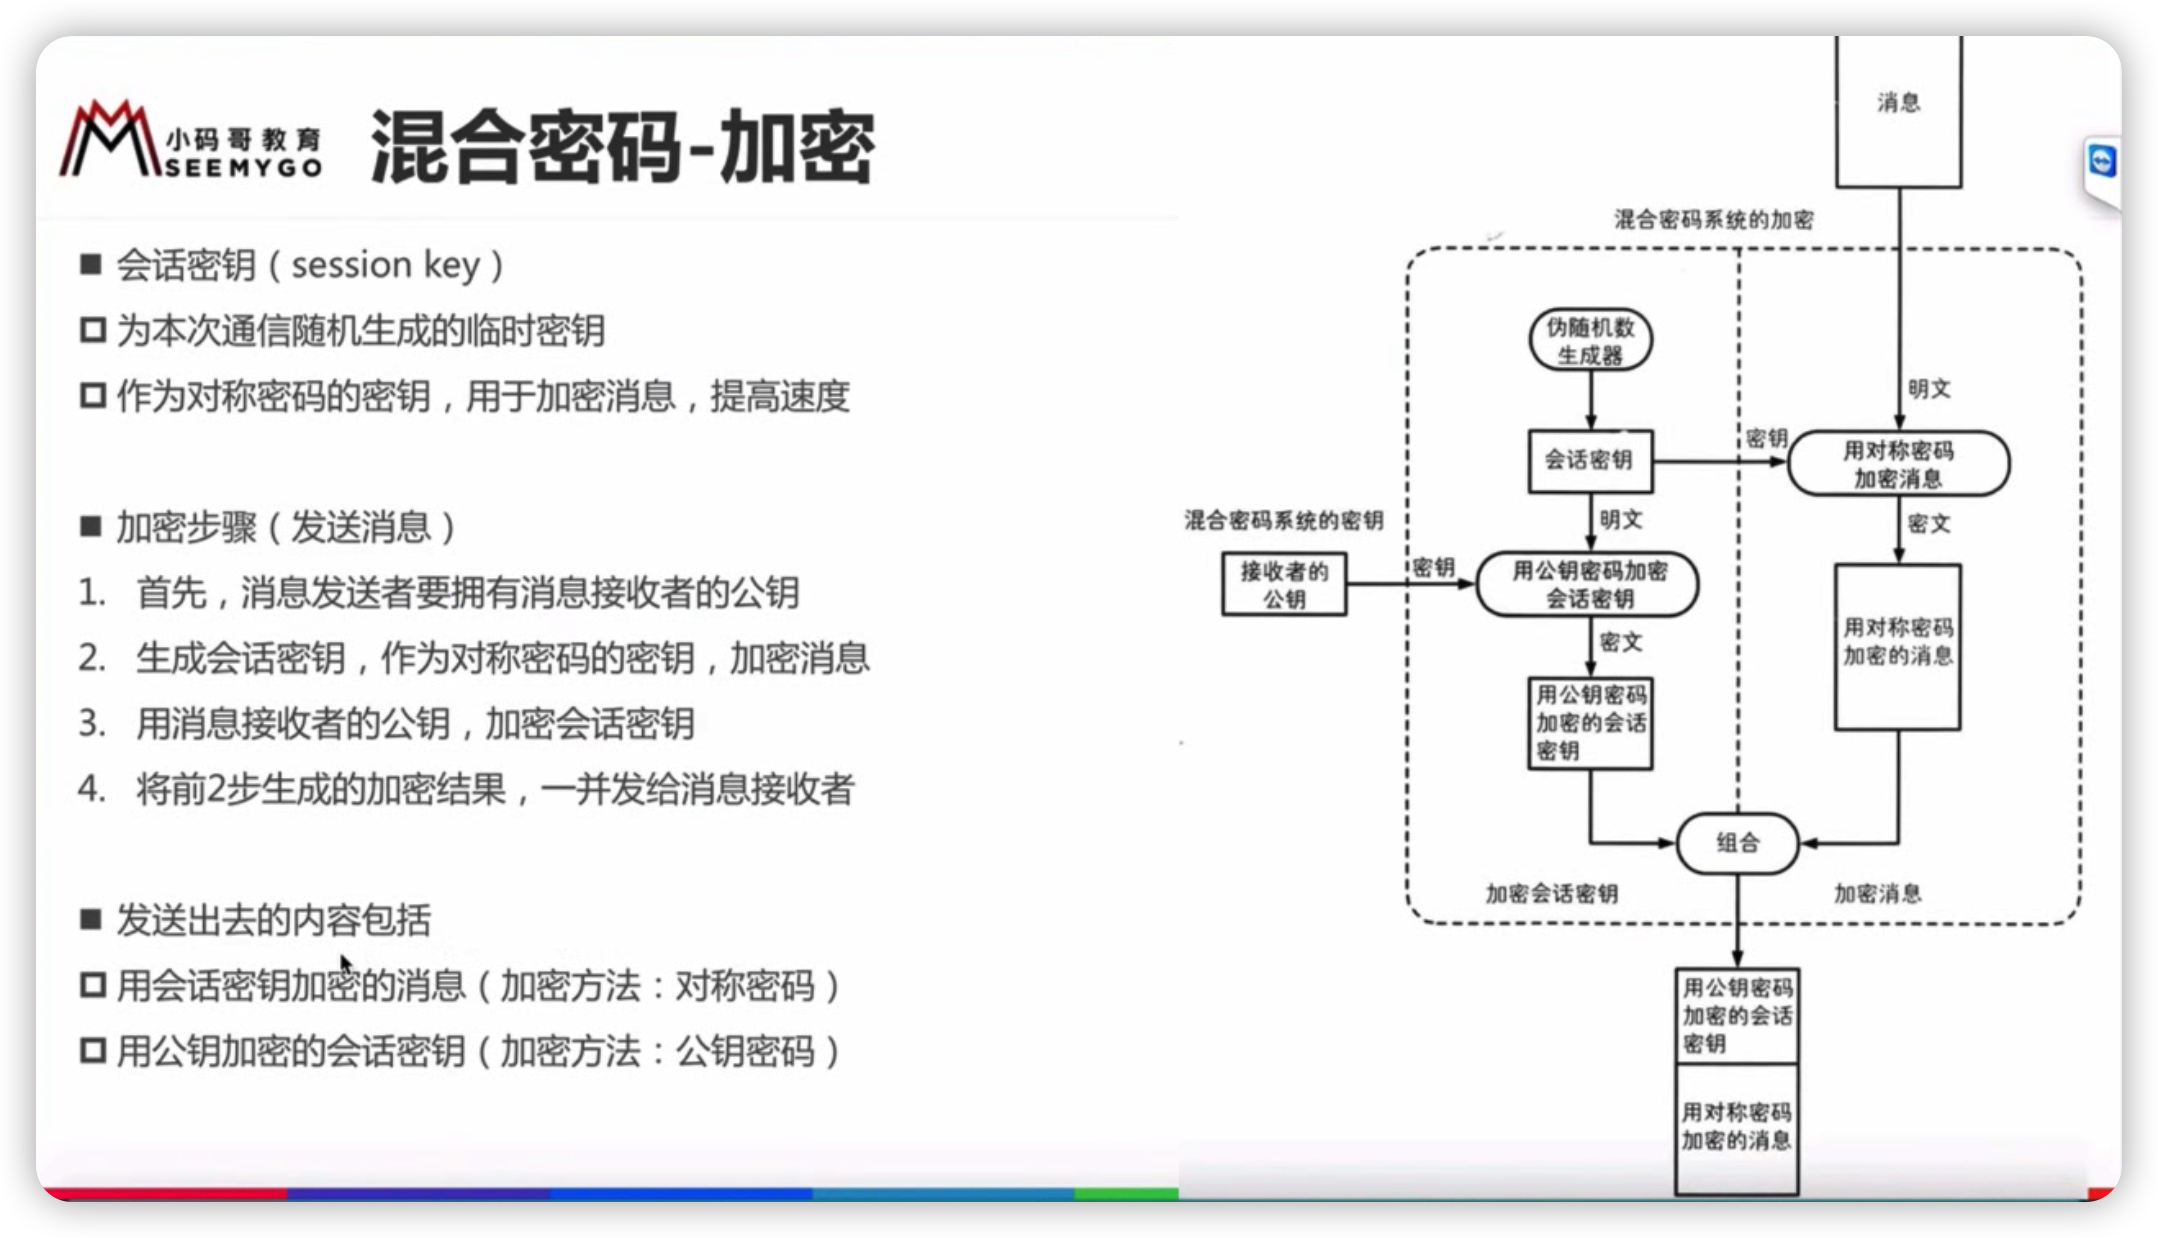 小码哥教育
SEEMYGO
混合密码-加密
■ 会话密钥（session key）
为本次通信随机生成的临时密钥
作为对称密码的密钥，用于加密消息，提高速度
■ 加密步骤（发送消息）
1. 首先，消息发送者要拥有消息接收者的公钥
2. 生成会话密钥，作为对称密码的密钥，加密消息
3. 用消息接收者的公钥，加密会话密钥
4. 将前2步生成的加密结果，一并发给消息接收者
■ 发送出去的内容包括
用会话密钥加密的消息（加密方法：对称密码）
用公钥加密的会话密钥（加密方法：公钥密码）
消息
混合密码系统的加密
伪随机数
生成器
明文
会话密钥
密钥
用对称密码
加密消息
混合密码系统的密钥
明文
密文
接收者的
公钥
密钥
用公钥密码加密
会话密钥
密文
用对称密码
加密的消息
用公钥密码
加密的会话
密钥
组合
加密会话密钥
加密消息
用公钥密码
加密的会话
密钥
用对称密码
加密的消息